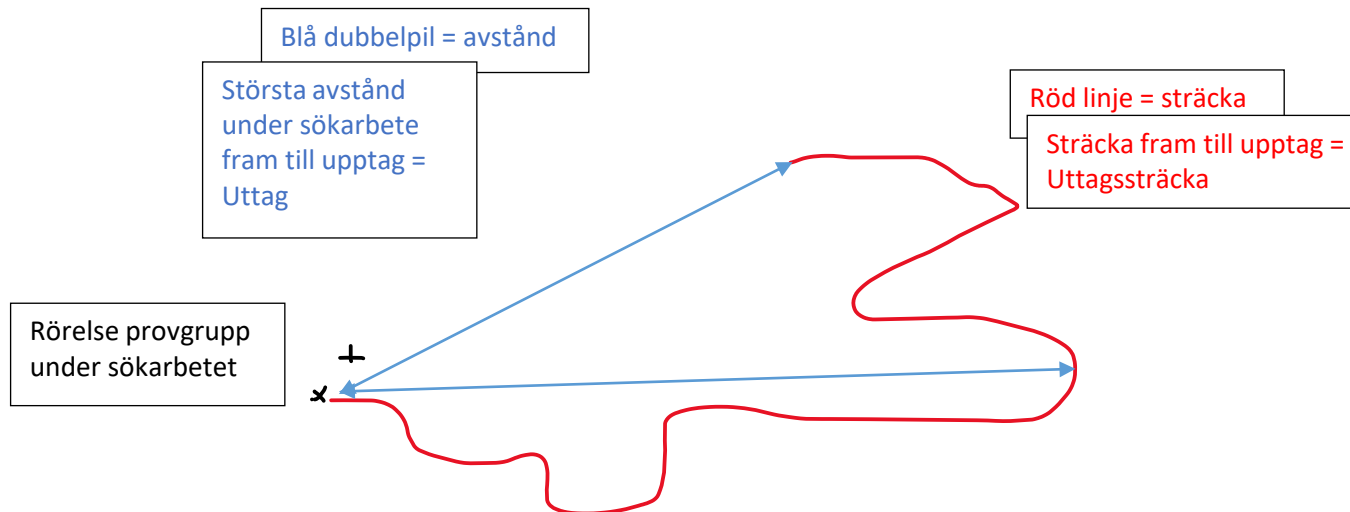 Blå dubbelpil = avstånd
Största avstånd
under sökarbete
fram till upptag =
Uttag
Röd linje = sträcka
Sträcka fram till upptag =
Uttagssträcka
Rörelse provgrupp
under sökarbetet